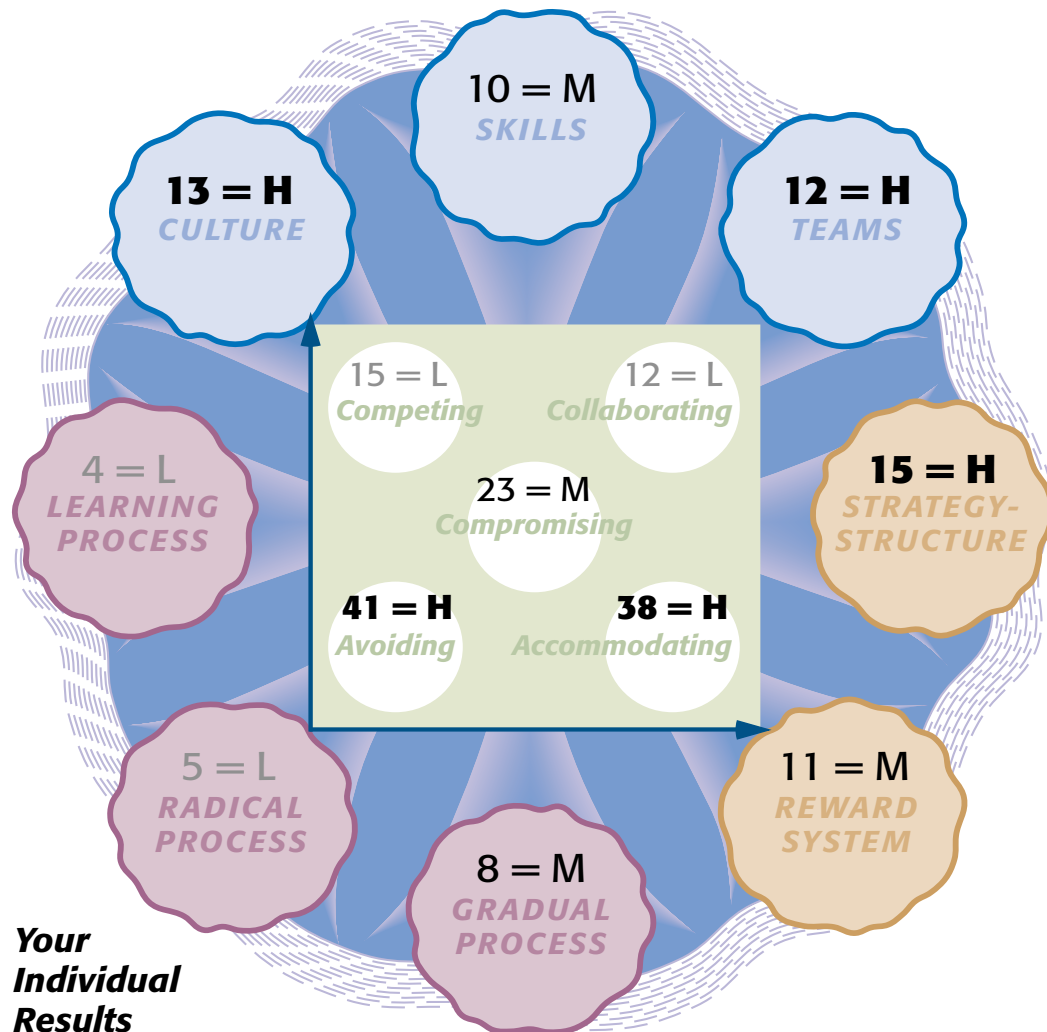 10 = M
SKILLS
13 = H
CULTURE
12 = H
TEAMS
15 = L
Competing
12 = L
Collaborating
4 = L
LEARNING
PROCESS
23 = M
Compromising
15 = H
STRATEGY-
STRUCTURE
41 = H
Avoiding
38 = H
Accommodating
5 = L
RADICAL
PROCESS
11 = M
REWARD
SYSTEM
8 = M
GRADUAL
PROCESS
Your
Individual
Results